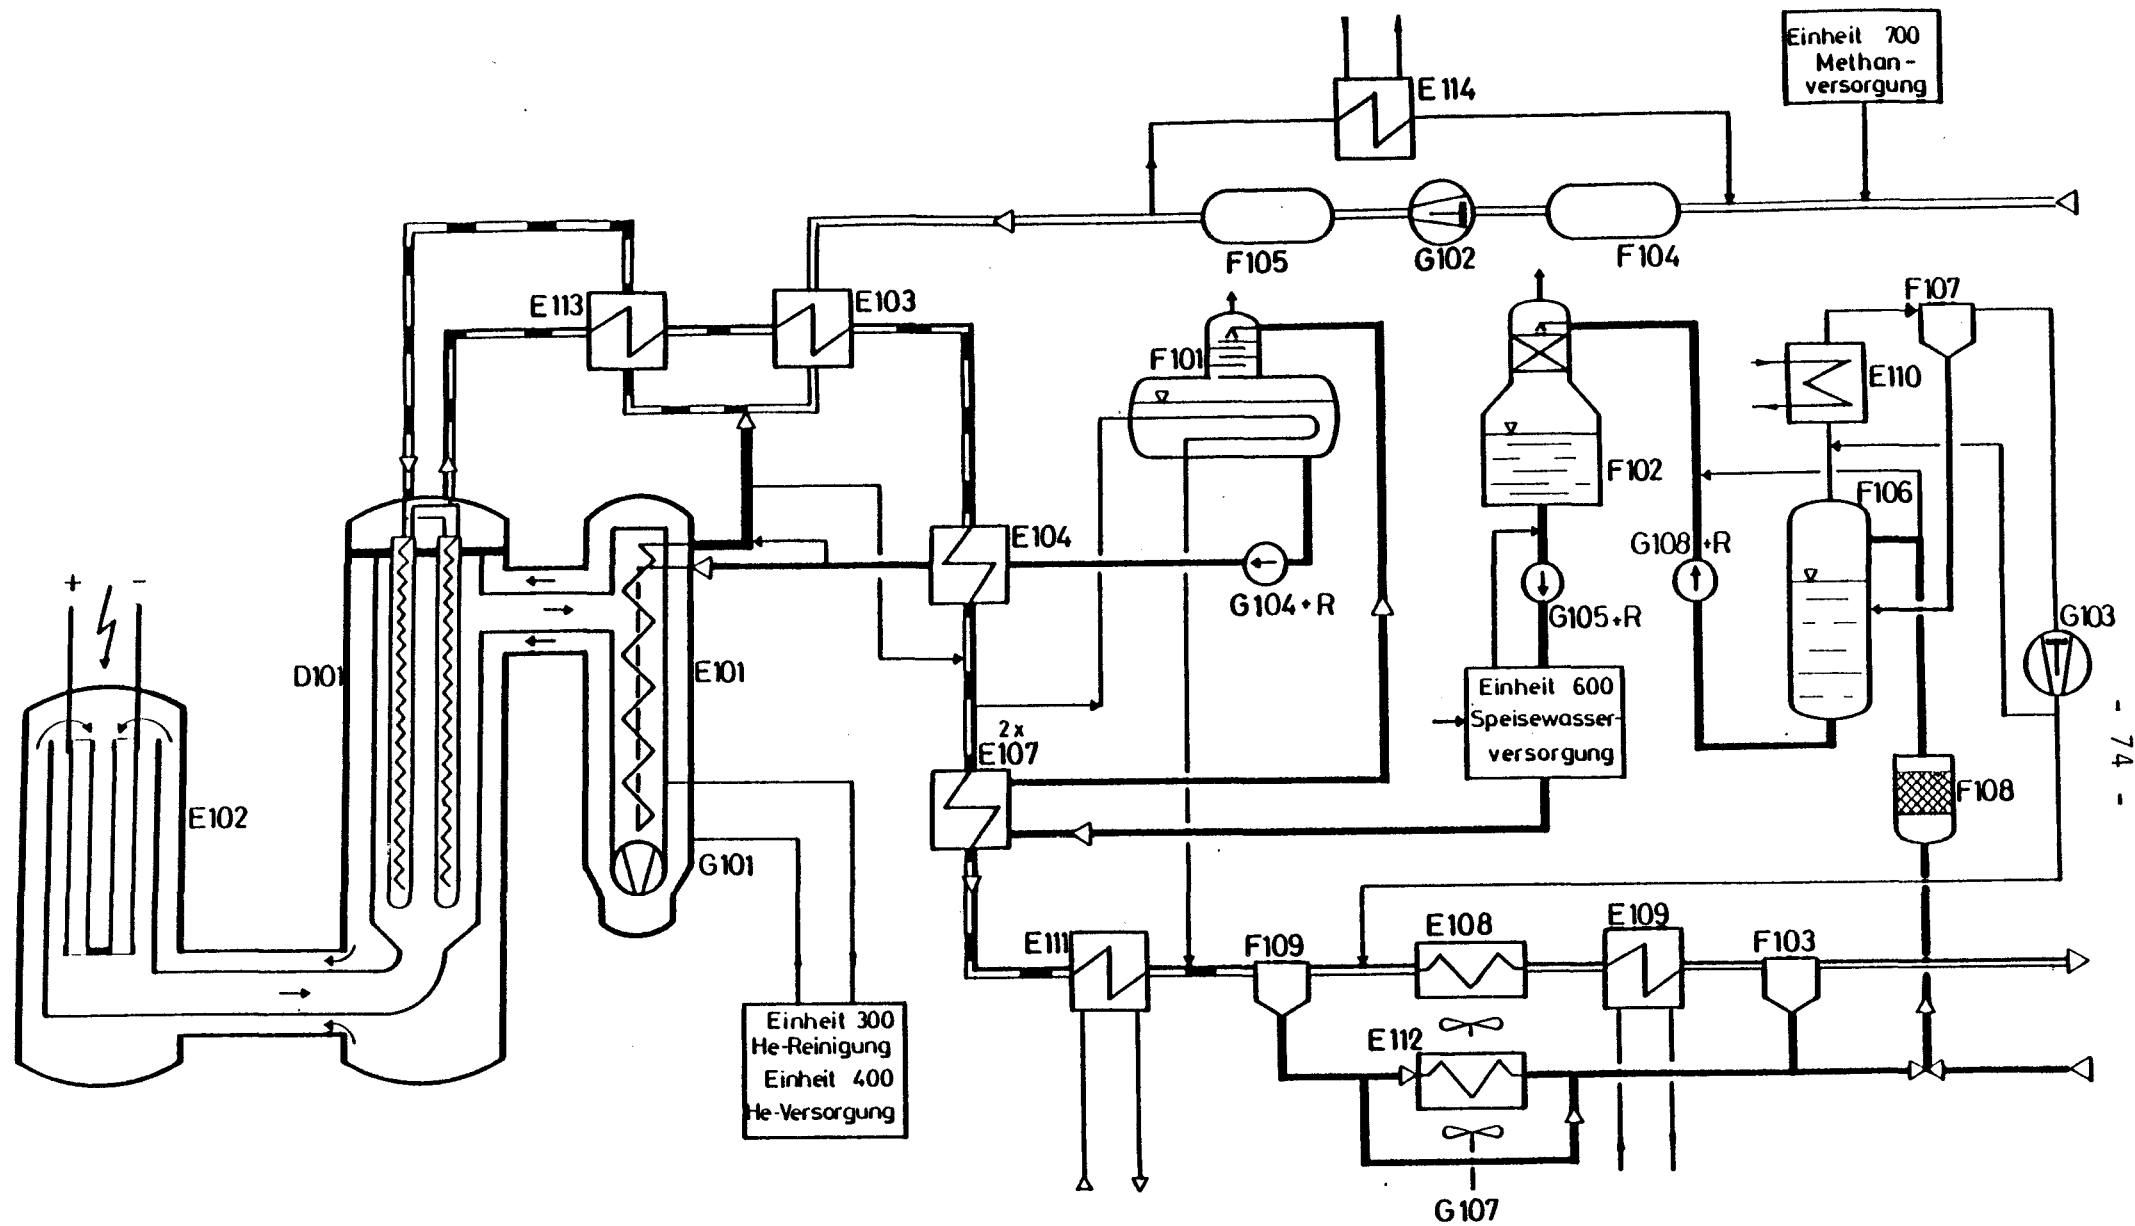 Einheit 700
Methan-
versorgung
E114
F105
G102
F104
E113
E103
F107
F101
E110
F102
F106
E104
G108+R
G104+R
G105+R
G103
+ -
D101
E101
Einheit 600
Speisewasser-
versorgung
2x
E107
E102
F108
G101
- 74 -
E111
F109
E108
E109
F103
Einheit 300
He-Reinigung
Einheit 400
He-Versorgung
E112
G107